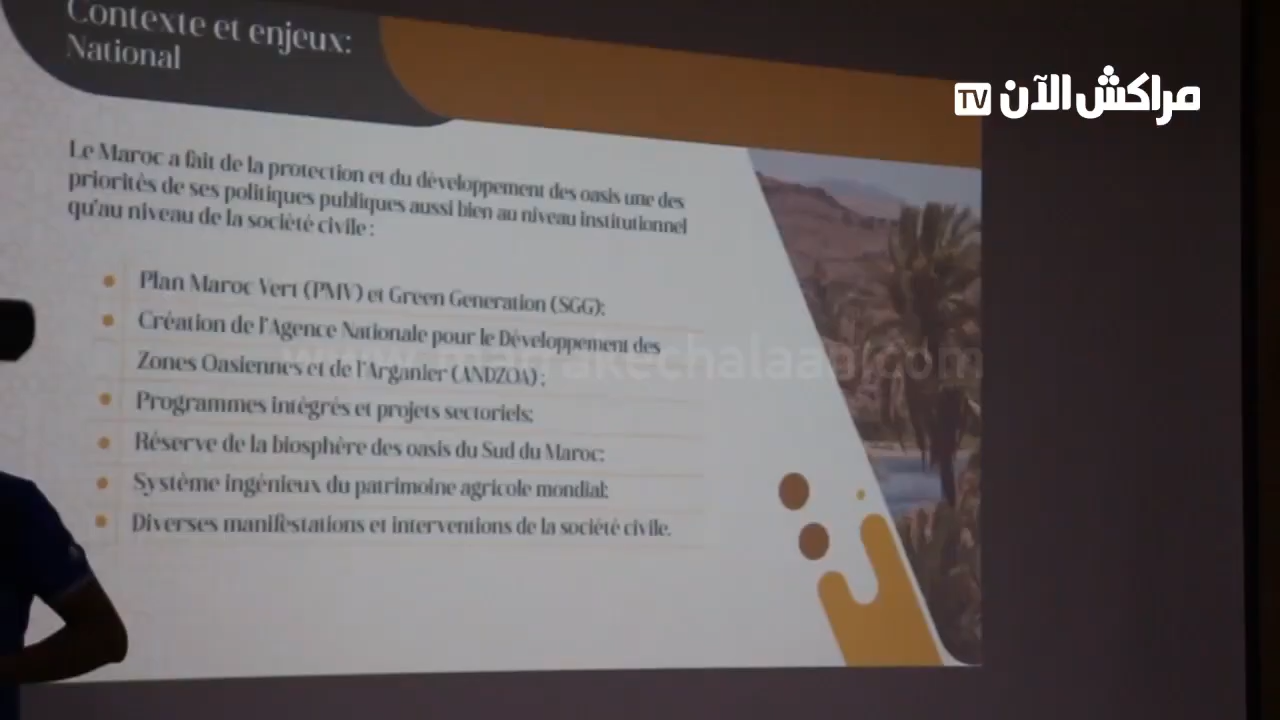 Contexte et enjeux:
National
مراكش الآن TV
Le Maroc a fait de la protection et du développement des oasis une des
priorités de ses politiques publiques aussi bien au niveau institutionnel
qu'au niveau de la société civile :
Plan Maroc Vert (PMV) et Green Generation (SGG);
Création de l'Agence Nationale pour le Développement des
Zones Oasiennes et de l'Arganier (ANDZOA) ;
www.marrakechalaan.com
Programmes intégrés et projets sectoriels;
Réserve de la biosphère des oasis du Sud du Maroc;
Système ingénieux du patrimoine agricole mondial;
Diverses manifestations et interventions de la société civile.